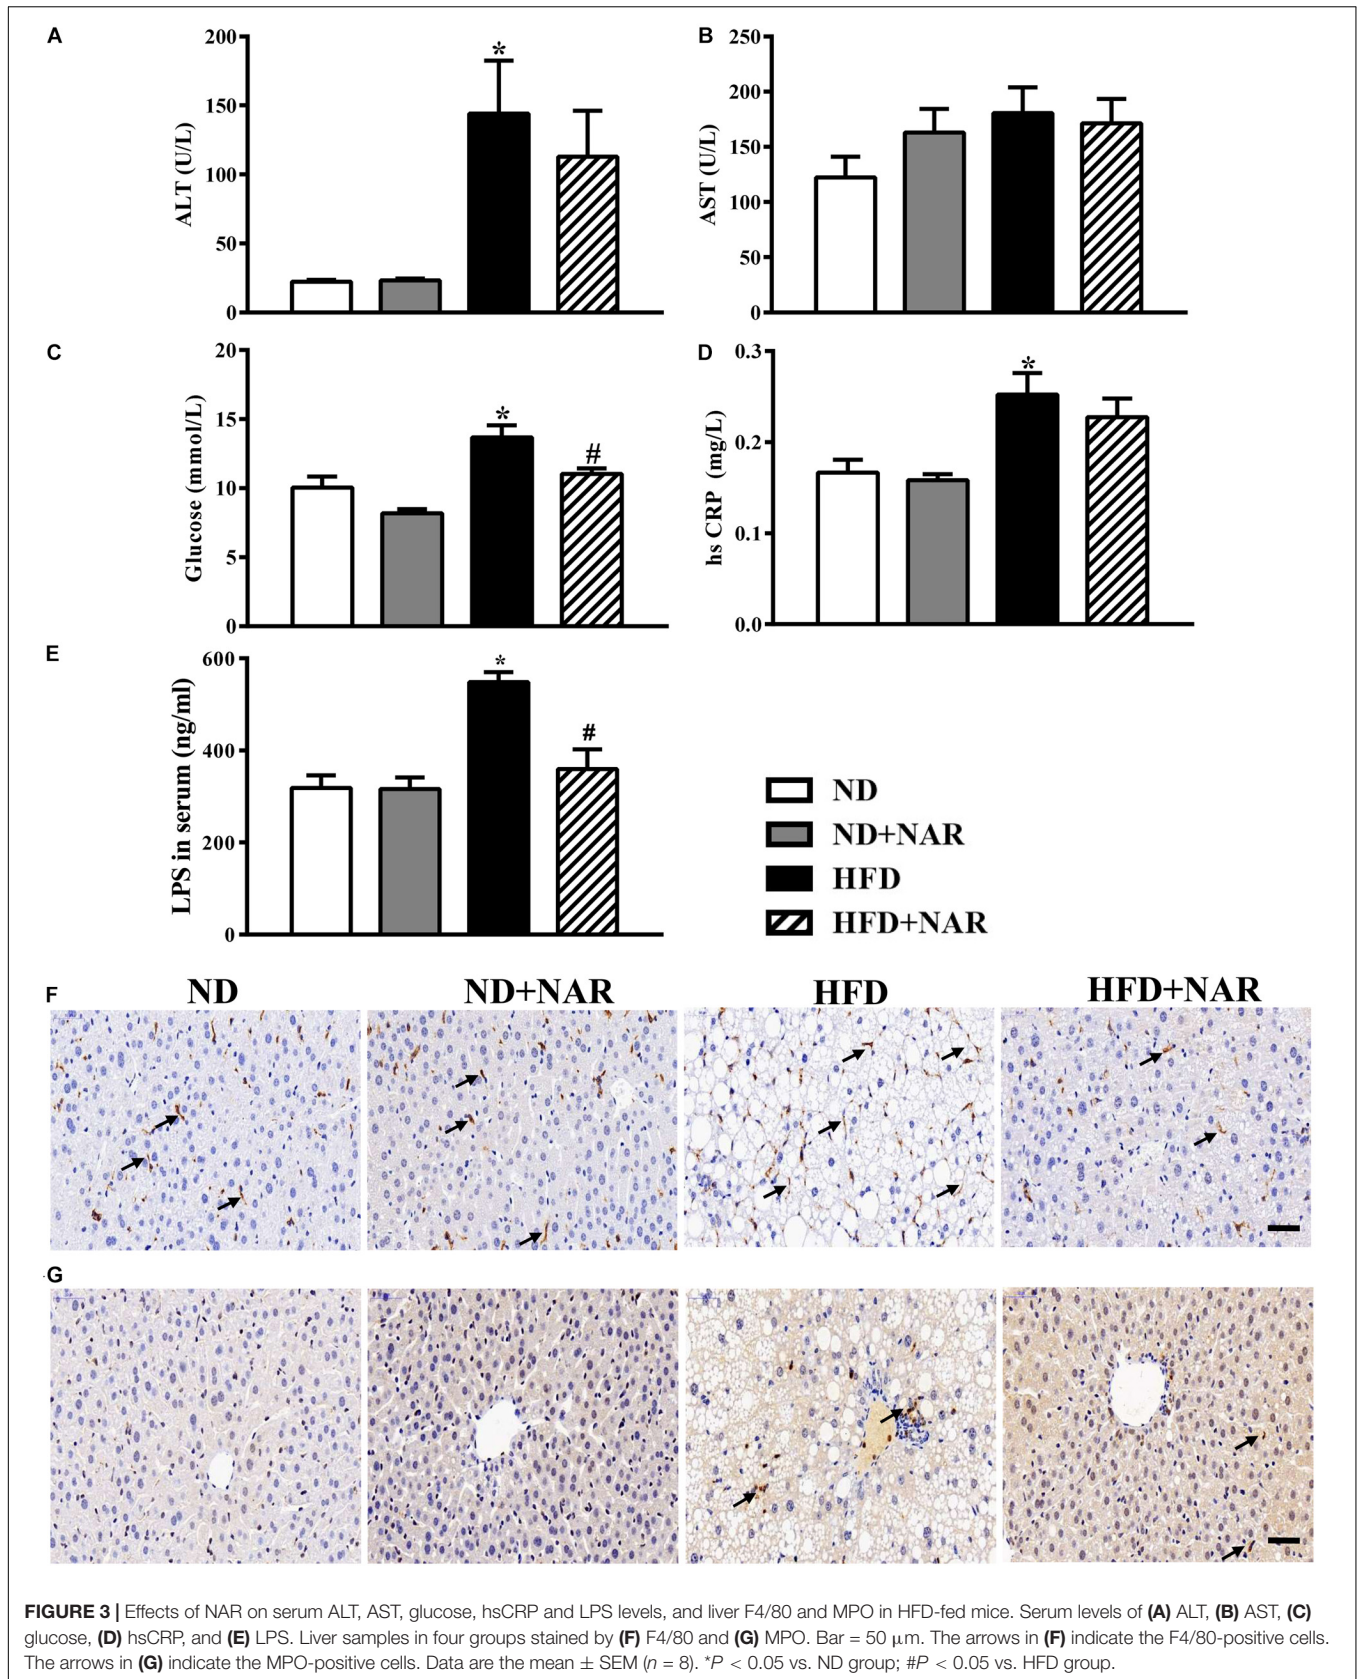 A
200
150
100
50
0
ALT (U/L)
*
B
250
200
150
100
50
0
AST (U/L)
C
20
15
10
5
0
Glucose (mmol/L)
*
#
D
0.3
0.2
0.1
0.0
hs CRP (mg/L)
*
E
600
400
200
0
LPS in serum (ng/ml)
*
#
ND
ND+NAR
HFD
HFD+NAR
F
ND
ND+NAR
HFD
HFD+NAR
G
FIGURE 3 | Effects of NAR on serum ALT, AST, glucose, hsCRP and LPS levels, and liver F4/80 and MPO in HFD-fed mice. Serum levels of (A) ALT, (B) AST, (C)
glucose, (D) hsCRP, and (E) LPS. Liver samples in four groups stained by (F) F4/80 and (G) MPO. Bar = 50 μm. The arrows in (F) indicate the F4/80-positive cells.
The arrows in (G) indicate the MPO-positive cells. Data are the mean ± SEM (n = 8). *P < 0.05 vs. ND group; #P < 0.05 vs. HFD group.